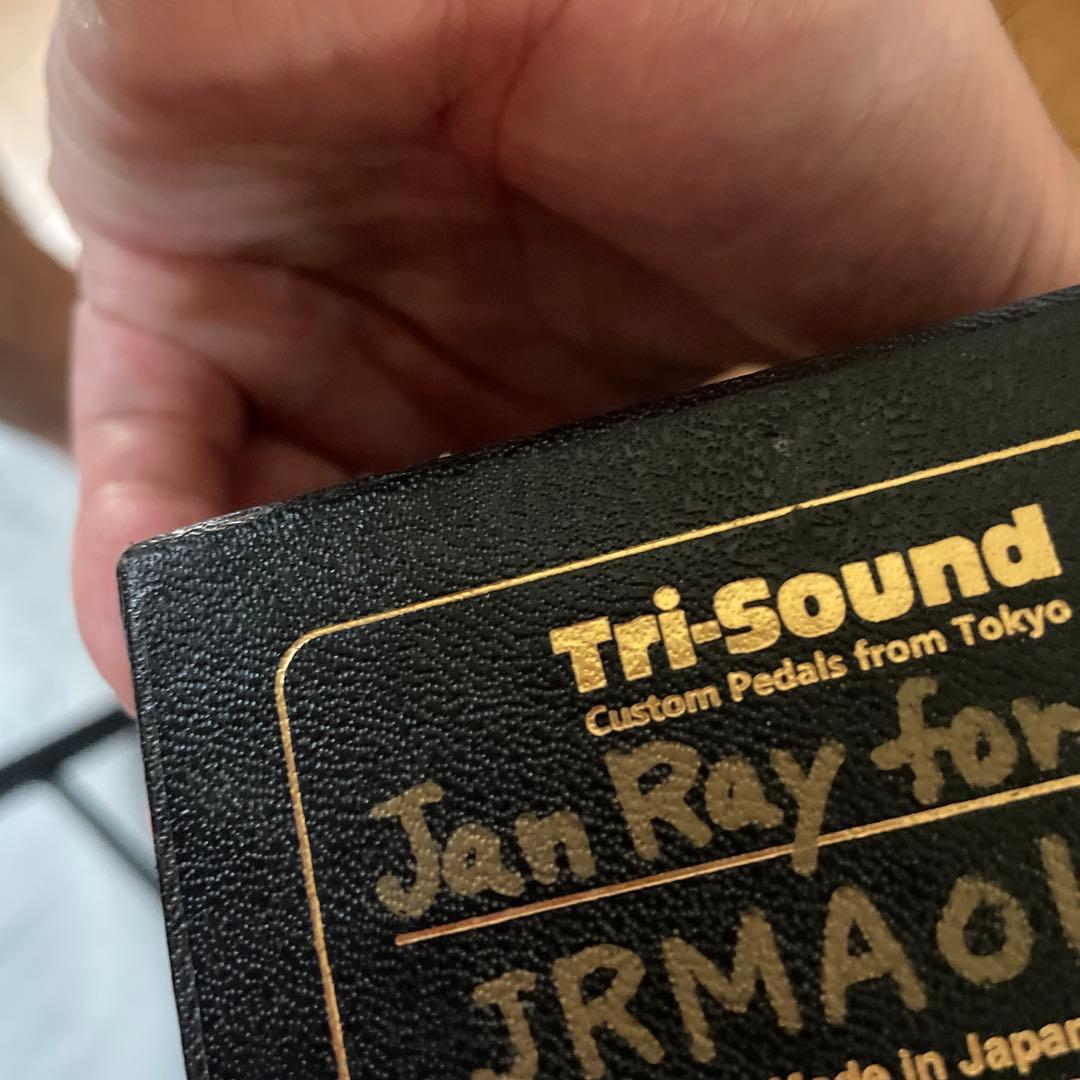 Tri-Sound
Custom Pedals from Tokyo
Jan Ray for
JRMA0
Made in Japan